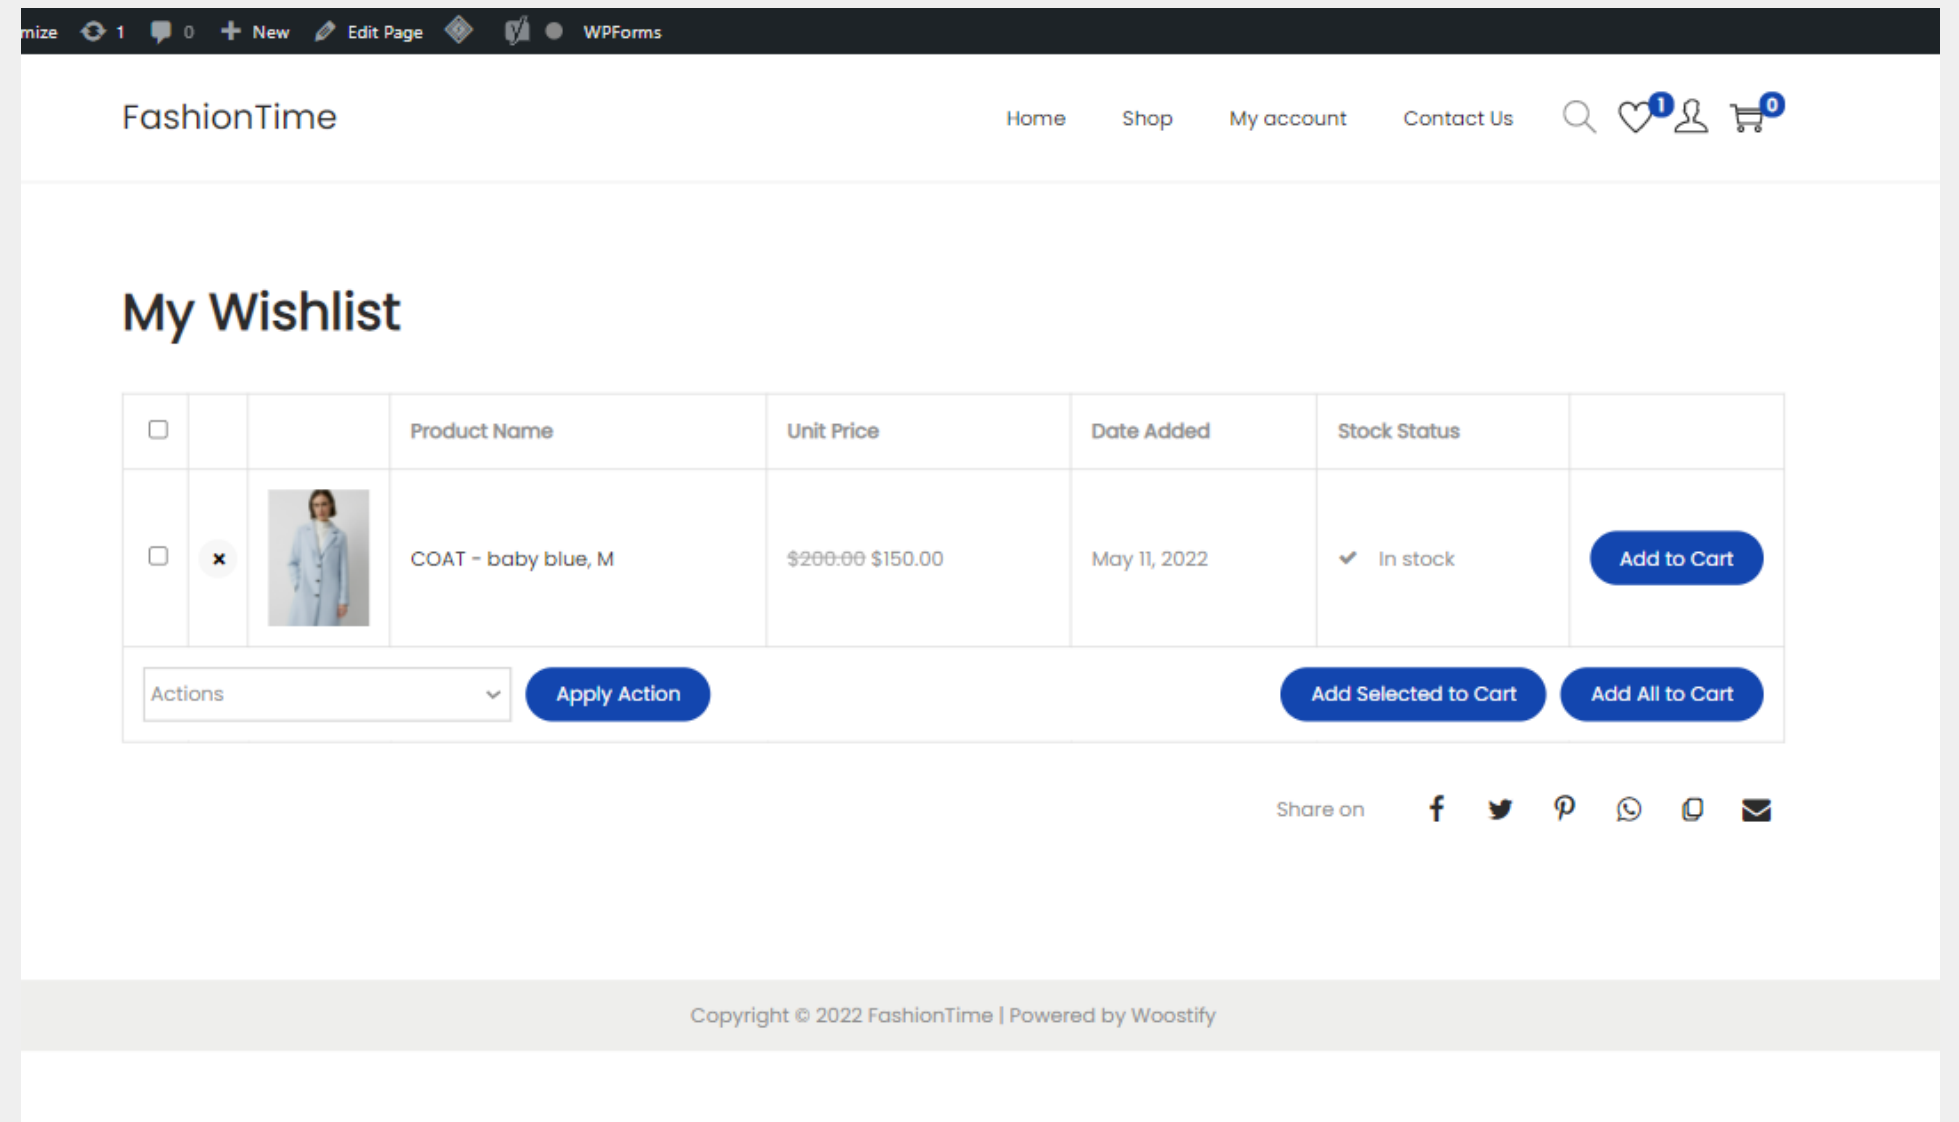 mize 1 0 New Edit Page WPForms
FashionTime
Home Shop My account Contact Us 1 0
My Wishlist
Product Name Unit Price Date Added Stock Status
COAT - baby blue, M $200.00 $150.00 May 11, 2022 In stock Add to Cart
Actions Apply Action Add Selected to Cart Add All to Cart
Share on
Copyright © 2022 FashionTime | Powered by Woostify